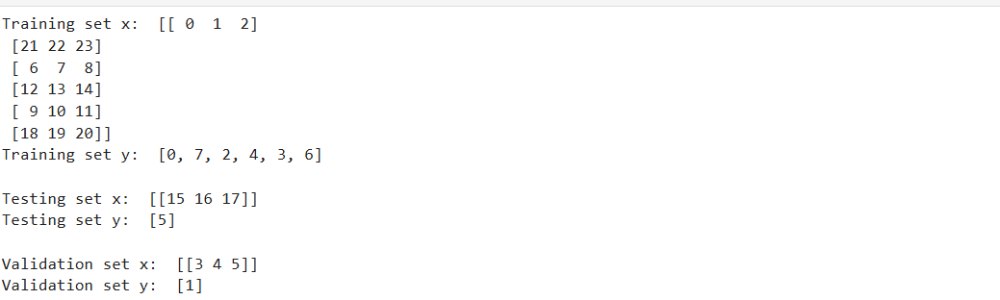 Training set x:  [[ 0  1  2]
 [21 22 23]
 [ 6  7  8]
 [12 13 14]
 [ 9 10 11]
 [18 19 20]]
Training set y:  [0, 7, 2, 4, 3, 6]

Testing set x:  [[15 16 17]]
Testing set y:  [5]

Validation set x:  [[3 4 5]]
Validation set y:  [1]